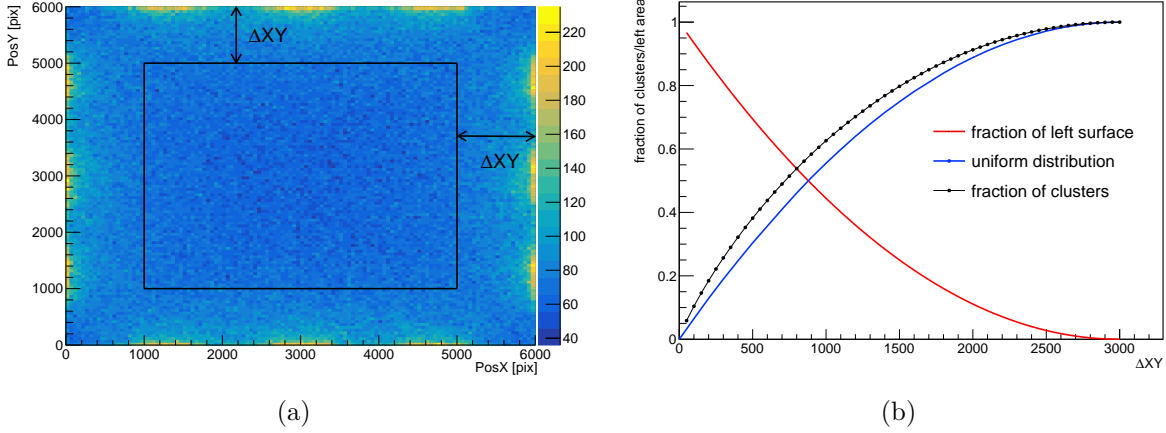 PosY [pix]
6000
5000
4000
3000
2000
1000
0
0 1000 2000 3000 4000 5000 6000
PosX [pix]
ΔXY
ΔXY
220
200
180
160
140
120
100
80
60
40
(a)
fraction of clusters/left area
1
0.8
0.6
0.4
0.2
0
0 500 1000 1500 2000 2500 3000
ΔXY
fraction of left surface
uniform distribution
fraction of clusters
(b)